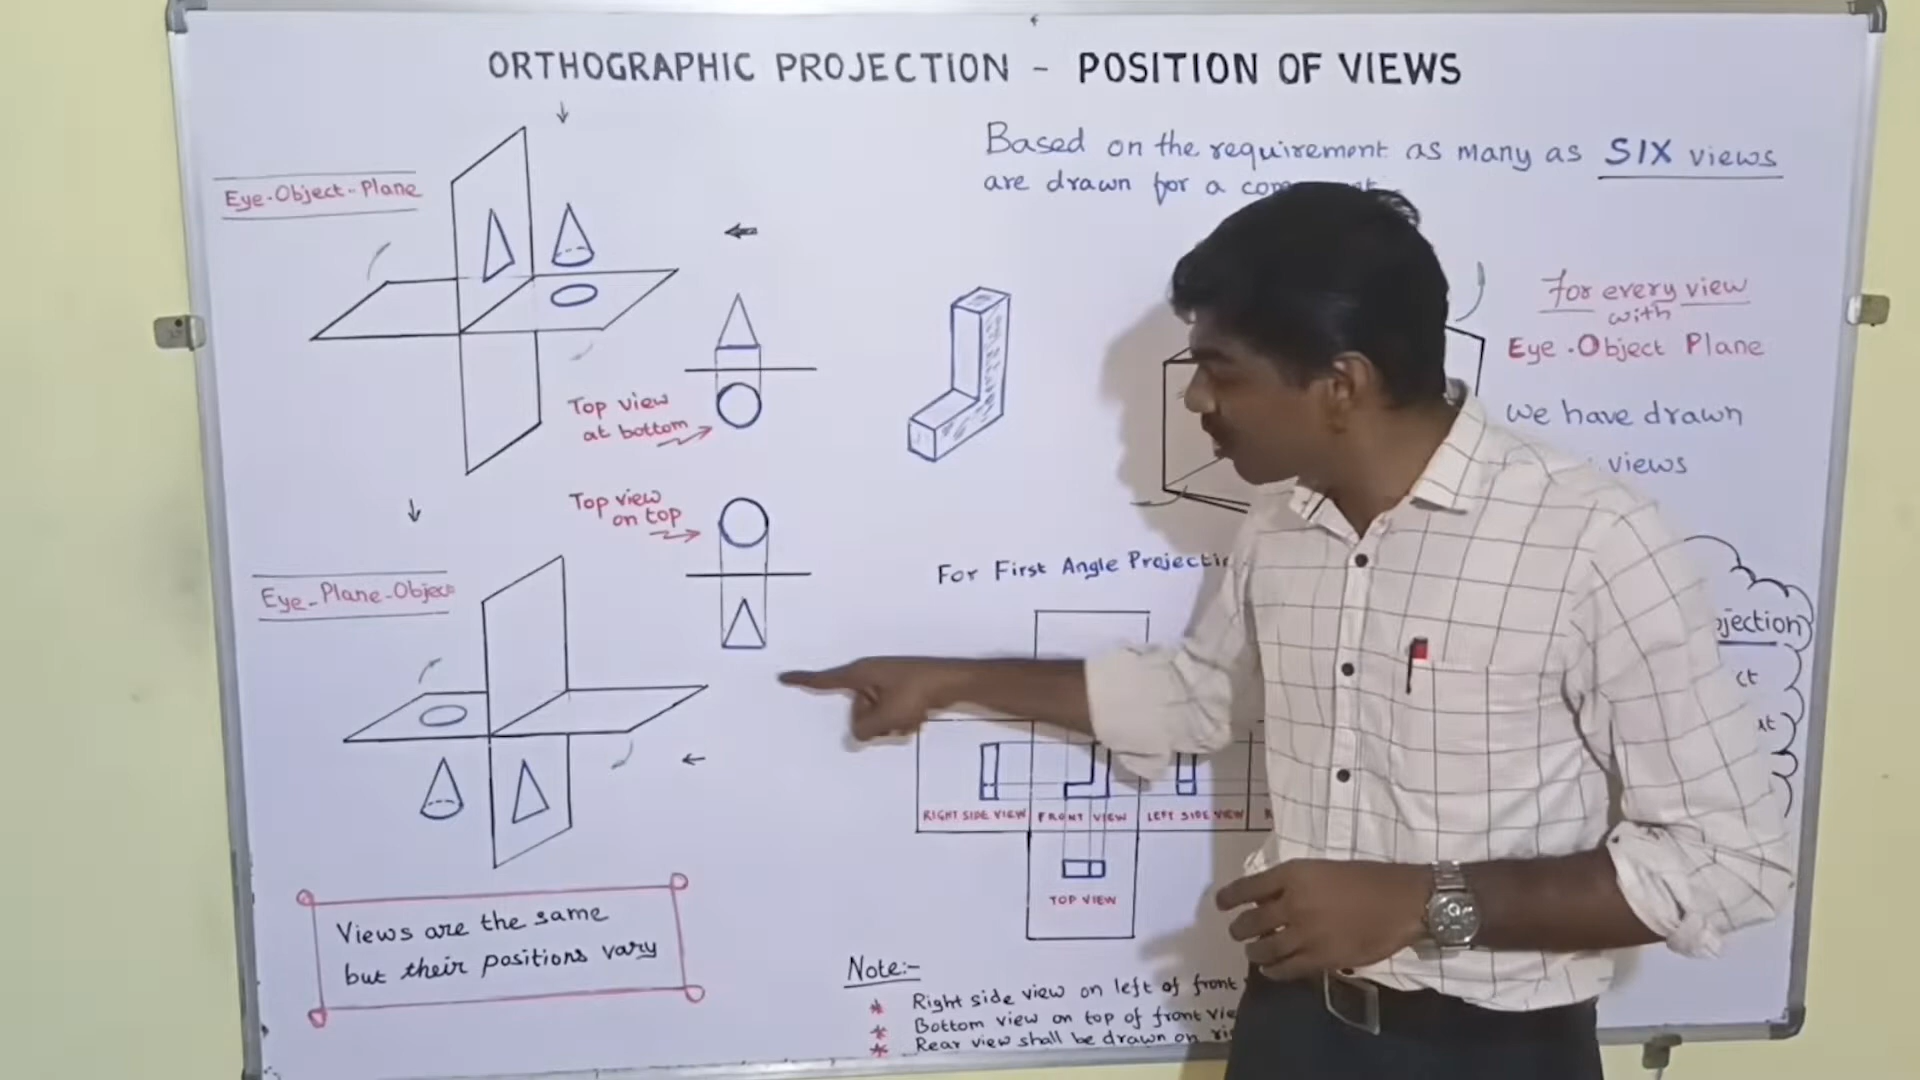 ORTHOGRAPHIC PROJECTION - POSITION OF VIEWS
Eye-Object-Plane
Top view
at bottom
Top view
on top
Eye-Plane-Objec
Views are the same
but their positions vary
Based on the requirement as many as SIX views
are drawn for a
For every view
with
Eye-Object Plane
we have drawn
views
For First Angle
RIGHT SIDE VIEW
FRONT VIEW
LEFT SIDE VIEW
TOP VIEW
Note:-
* Right side view on left of front
* Bottom view on top of front
* Rear view shall be drawn on